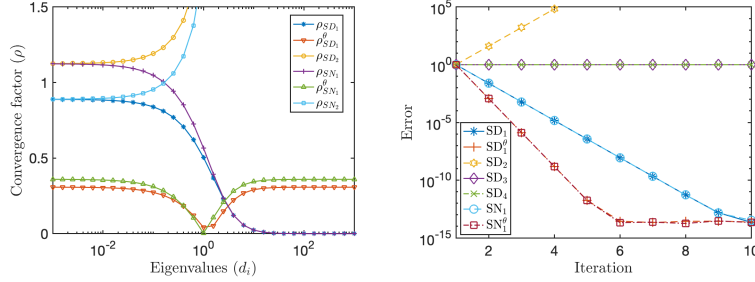 1.5
1
0.5
0
10^{-2}
10^{0}
10^{2}
Convergence factor (ρ)
Eigenvalues (d_i)
ρ_{SD_1}
ρ^θ_{SD_1}
ρ_{SD_2}
ρ_{SN_1}
ρ^θ_{SN_1}
ρ_{SN_2}
10^{0}
10^{-5}
10^{-10}
10^{-15}
2
4
6
8
10
Error
Iteration
SD_1
SD^θ_1
SD_2
SD_3
SD_4
SN_1
SN^θ_1